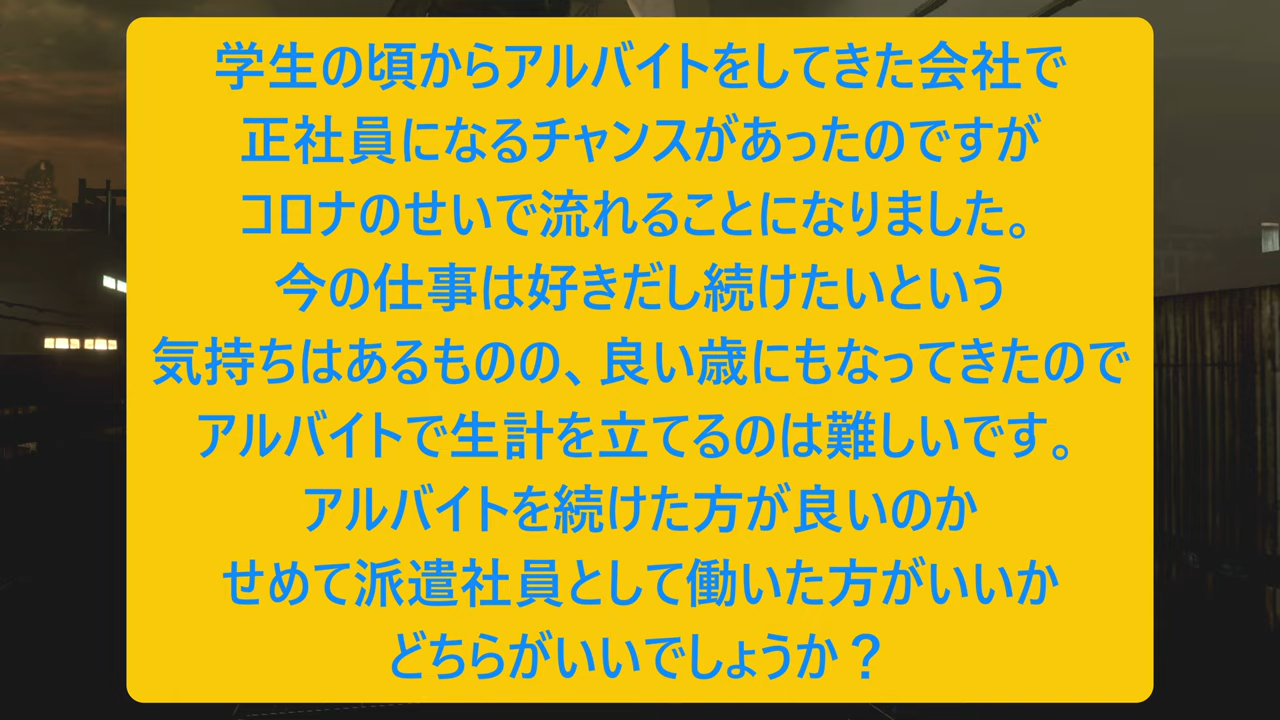 学生の頃からアルバイトをしてきた会社で
正社員になるチャンスがあったのですが
コロナのせいで流れることになりました。
今の仕事は好きだし続けたいという
気持ちはあるものの、良い歳にもなってきたので
アルバイトで生計を立てるのは難しいです。
アルバイトを続けた方が良いのか
せめて派遣社員として働いた方がいいか
どちらがいいでしょうか？